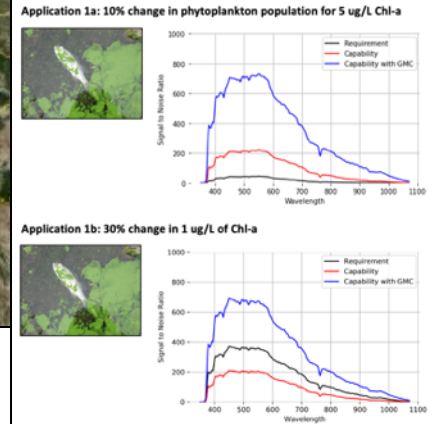 Application 1a: 10% change in phytoplankton population for 5 ug/L Chl-a
Signal to Noise Ratio
1000
800
600
400
200
0
Requirement
Capability
Capability with GMC
400 500 600 700 800 900 1000 1100
Wavelength
Application 1b: 30% change in 1 ug/L of Chl-a
Signal to Noise Ratio
1000
800
600
400
200
0
Requirement
Capability
Capability with GMC
400 500 600 700 800 900 1000 1100
Wavelength